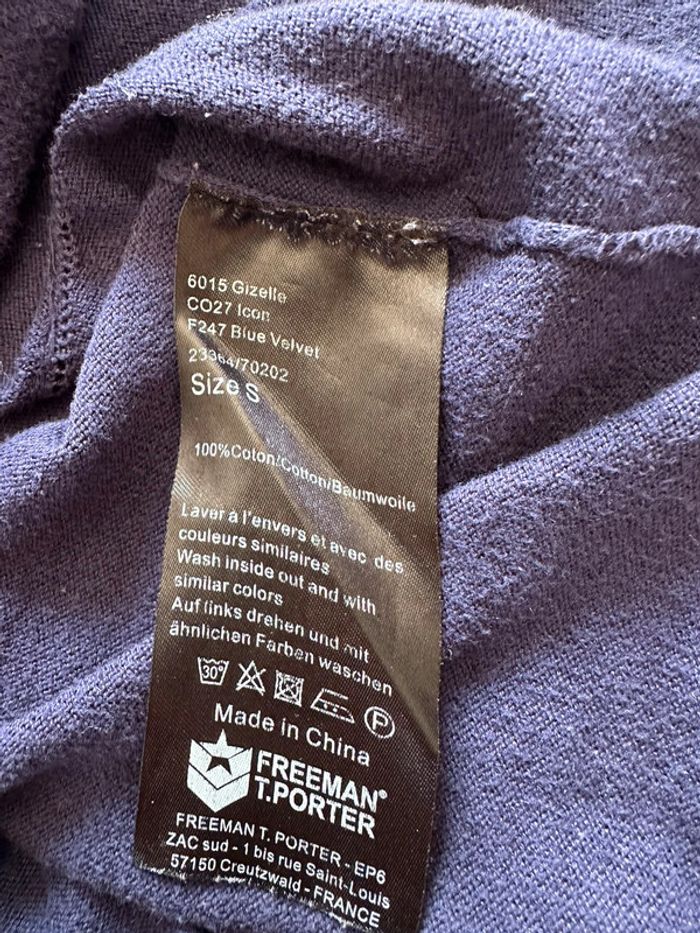 6015 Gizelle
CO27 Icon
F247 Blue Velvet
23364/70202
Size S
100%Coton/Cotton/Baumwolle
Laver à l'envers et avec des
couleurs similaires
Wash inside out and with
similar colors
Auf links drehen und mit
ähnlichen Farben waschen
30° P
Made in China
FREEMAN®
T.PORTER
FREEMAN T. PORTER - EP6
ZAC sud - 1 bis rue Saint-Louis
57150 Creutzwald - FRANCE